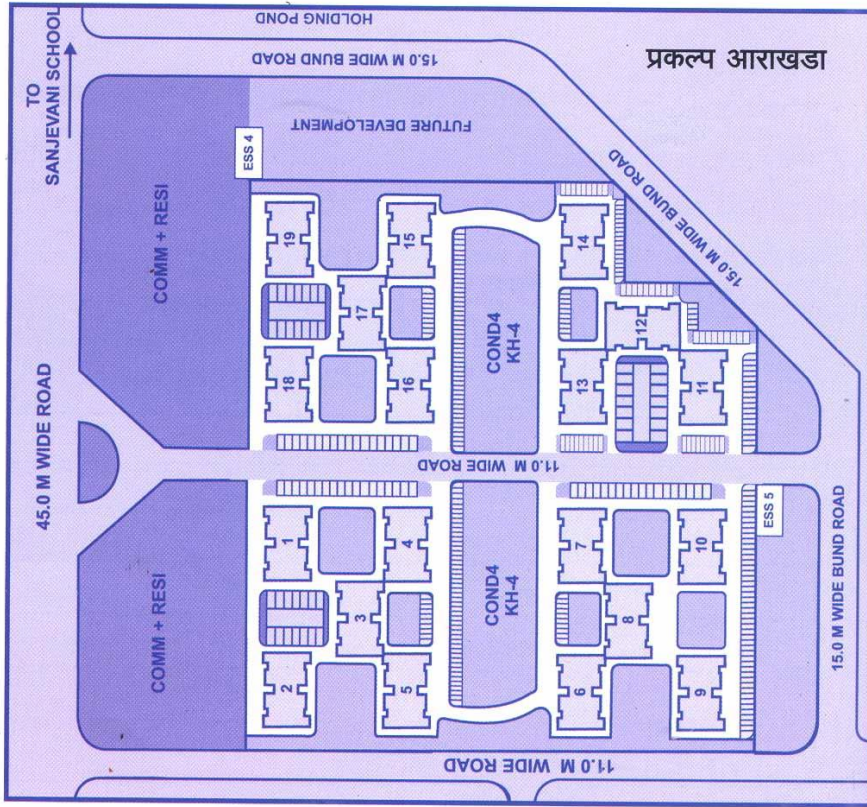 TO
SANJEVANI SCHOOL
HOLDING POND
15.0 M WIDE BUND ROAD
प्रकल्प आराखडा
45.0 M WIDE ROAD
COMM + RESI
ESS 4
FUTURE DEVELOPMENT
15.0 M WIDE BUND ROAD
19
15
14
17
12
18
16
13
11
COND4
KH-4
11.0 M WIDE ROAD
COMM + RESI
1
4
7
10
ESS 5
3
8
COND4
KH-4
2
5
6
9
15.0 M WIDE BUND ROAD
11.0 M WIDE ROAD